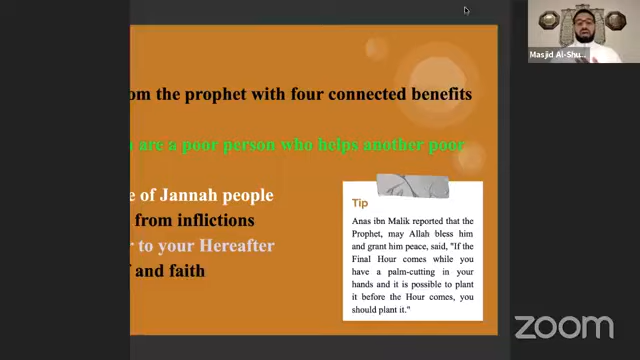 Masjid Al-Shu...
om the prophet with four connected benefits
are a poor person who helps another poor
e of Jannah people
from inflictions
r to your Hereafter
f and faith
Tip
Anas ibn Malik reported that the
Prophet, may Allah bless him
and grant him peace, said, "If the
Final Hour comes while you
have a palm-cutting in your
hands and it is possible to plant
it before the Hour comes, you
should plant it."
zoom